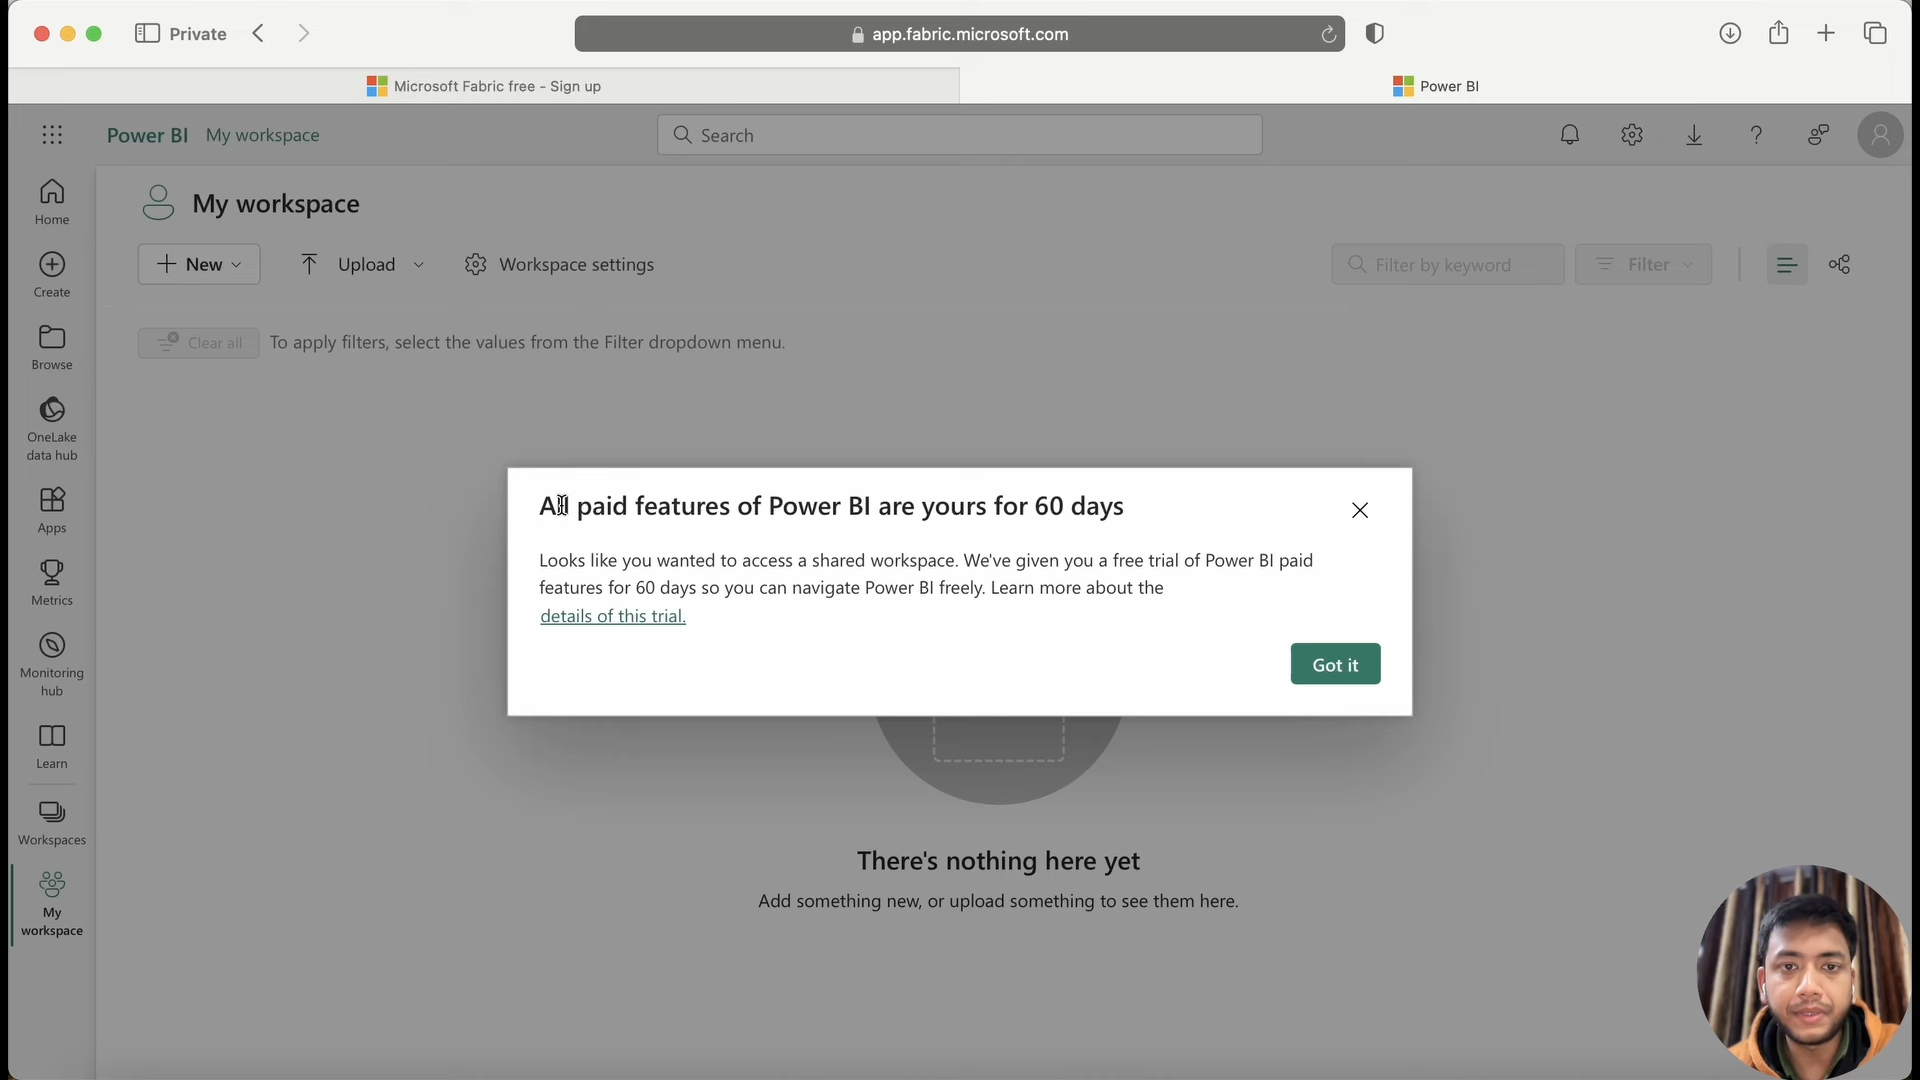 Private
app.fabric.microsoft.com
Microsoft Fabric free - Sign up
Power BI
Power BI My workspace
Search
My workspace
New
Upload
Workspace settings
Filter by keyword
Filter
Clear all
To apply filters, select the values from the Filter dropdown menu.
Home
Create
Browse
OneLake
data hub
Apps
Metrics
Monitoring
hub
Learn
Workspaces
My
workspace
All paid features of Power BI are yours for 60 days
Looks like you wanted to access a shared workspace. We've given you a free trial of Power BI paid
features for 60 days so you can navigate Power BI freely. Learn more about the
details of this trial.
Got it
There's nothing here yet
Add something new, or upload something to see them here.